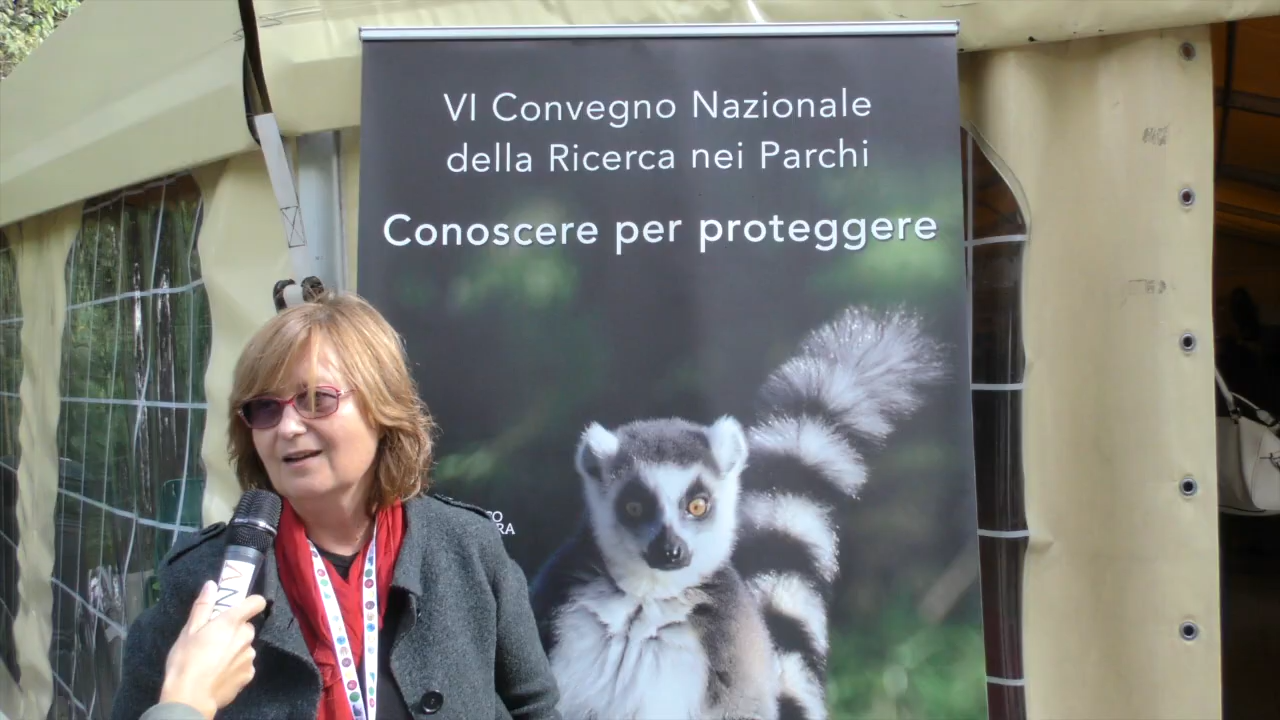 VI Convegno Nazionale
della Ricerca nei Parchi
Conoscere per proteggere